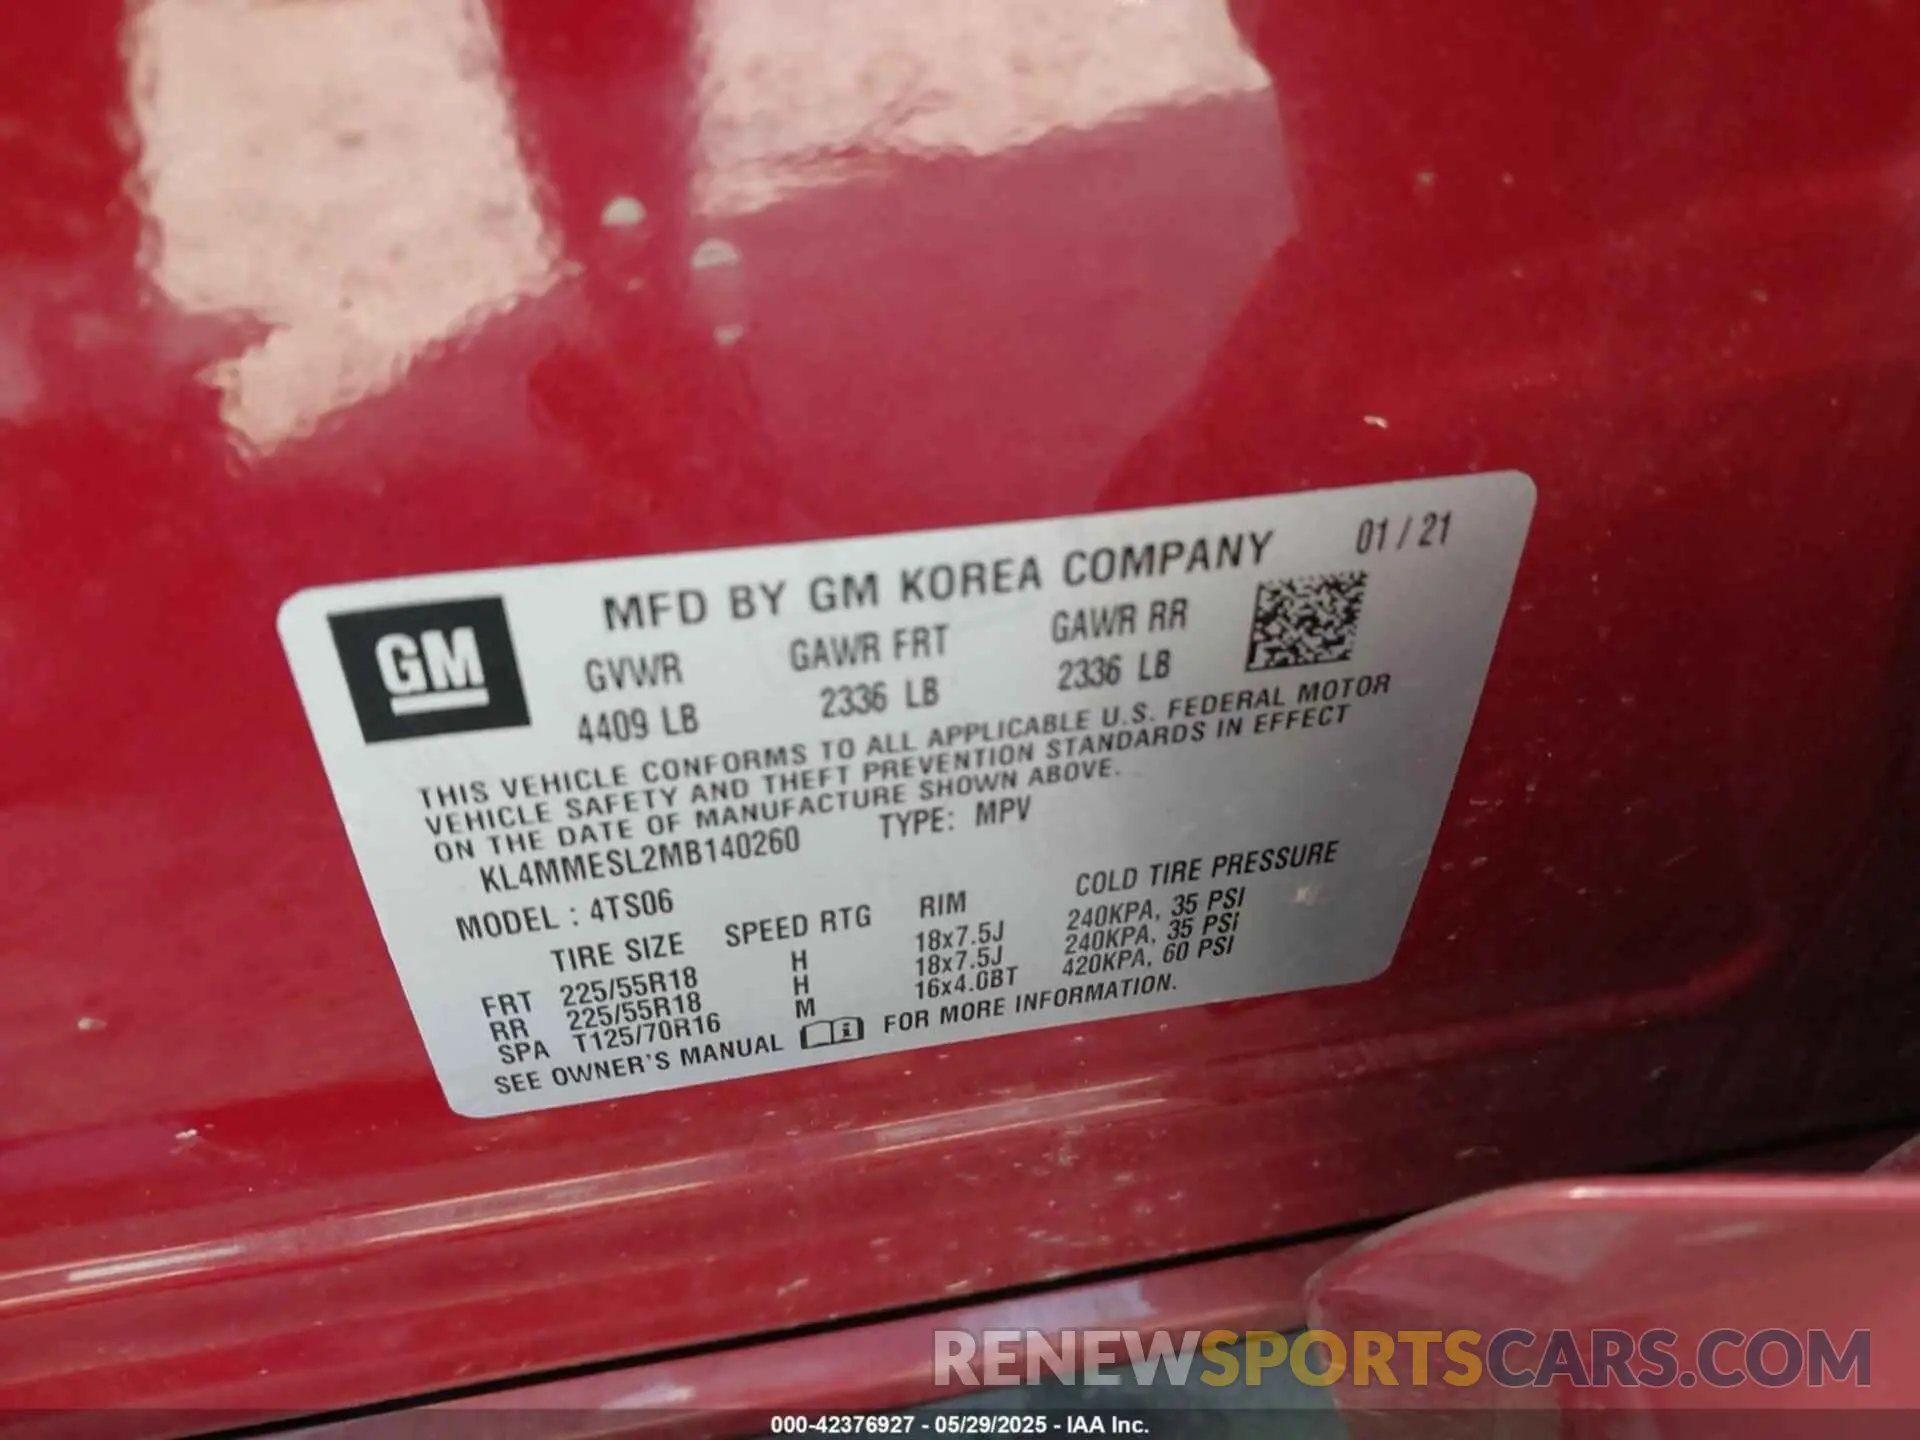 MFD BY GM KOREA COMPANY 01 / 21
GM
GVWR GAWR FRT GAWR RR
4409 LB 2336 LB 2336 LB
THIS VEHICLE CONFORMS TO ALL APPLICABLE U.S. FEDERAL MOTOR
VEHICLE SAFETY AND THEFT PREVENTION STANDARDS IN EFFECT
ON THE DATE OF MANUFACTURE SHOWN ABOVE.
KL4MMESL2MB140260 TYPE: MPV
MODEL : 4TS06
TIRE SIZE SPEED RTG RIM COLD TIRE PRESSURE
FRT 225/55R18 H 18x7.5J 240KPA, 35 PSI
RR 225/55R18 H 18x7.5J 240KPA, 35 PSI
SPA T125/70R16 M 16x4.0BT 420KPA, 60 PSI
SEE OWNER'S MANUAL i FOR MORE INFORMATION.
RENEWSPORTSCARS.COM
000-42376927 - 05/29/2025 - IAA Inc.